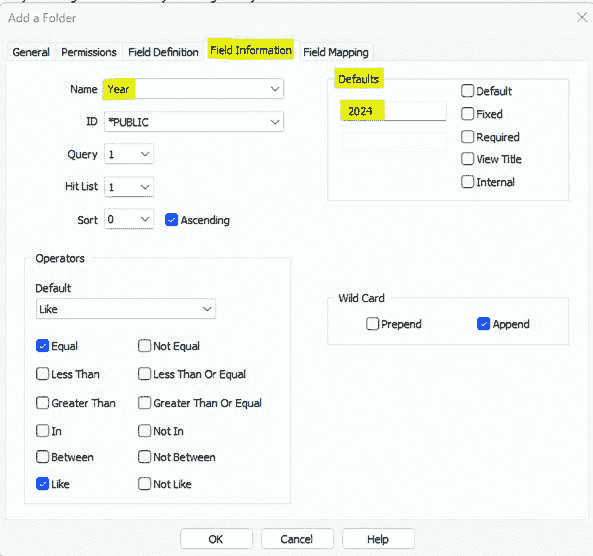 Add a Folder
General Permissions Field Definition Field Information Field Mapping
Name Year
ID *PUBLIC
Query 1
Hit List 1
Sort 0 Ascending
Defaults
2024
Default
Fixed
Required
View Title
Internal
Operators
Default
Like
Equal Not Equal
Less Than Less Than Or Equal
Greater Than Greater Than Or Equal
In Not In
Between Not Between
Like Not Like
Wild Card
Prepend Append
OK Cancel Help